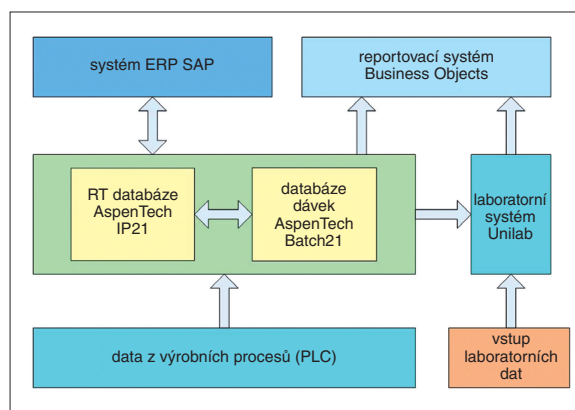 systém ERP SAP
reportovací systém
Business Objects
RT databáze
AspenTech
IP21
databáze
dávek
AspenTech
Batch21
laboratorní
systém
Unilab
data z výrobních procesů (PLC)
vstup
laboratorních
dat